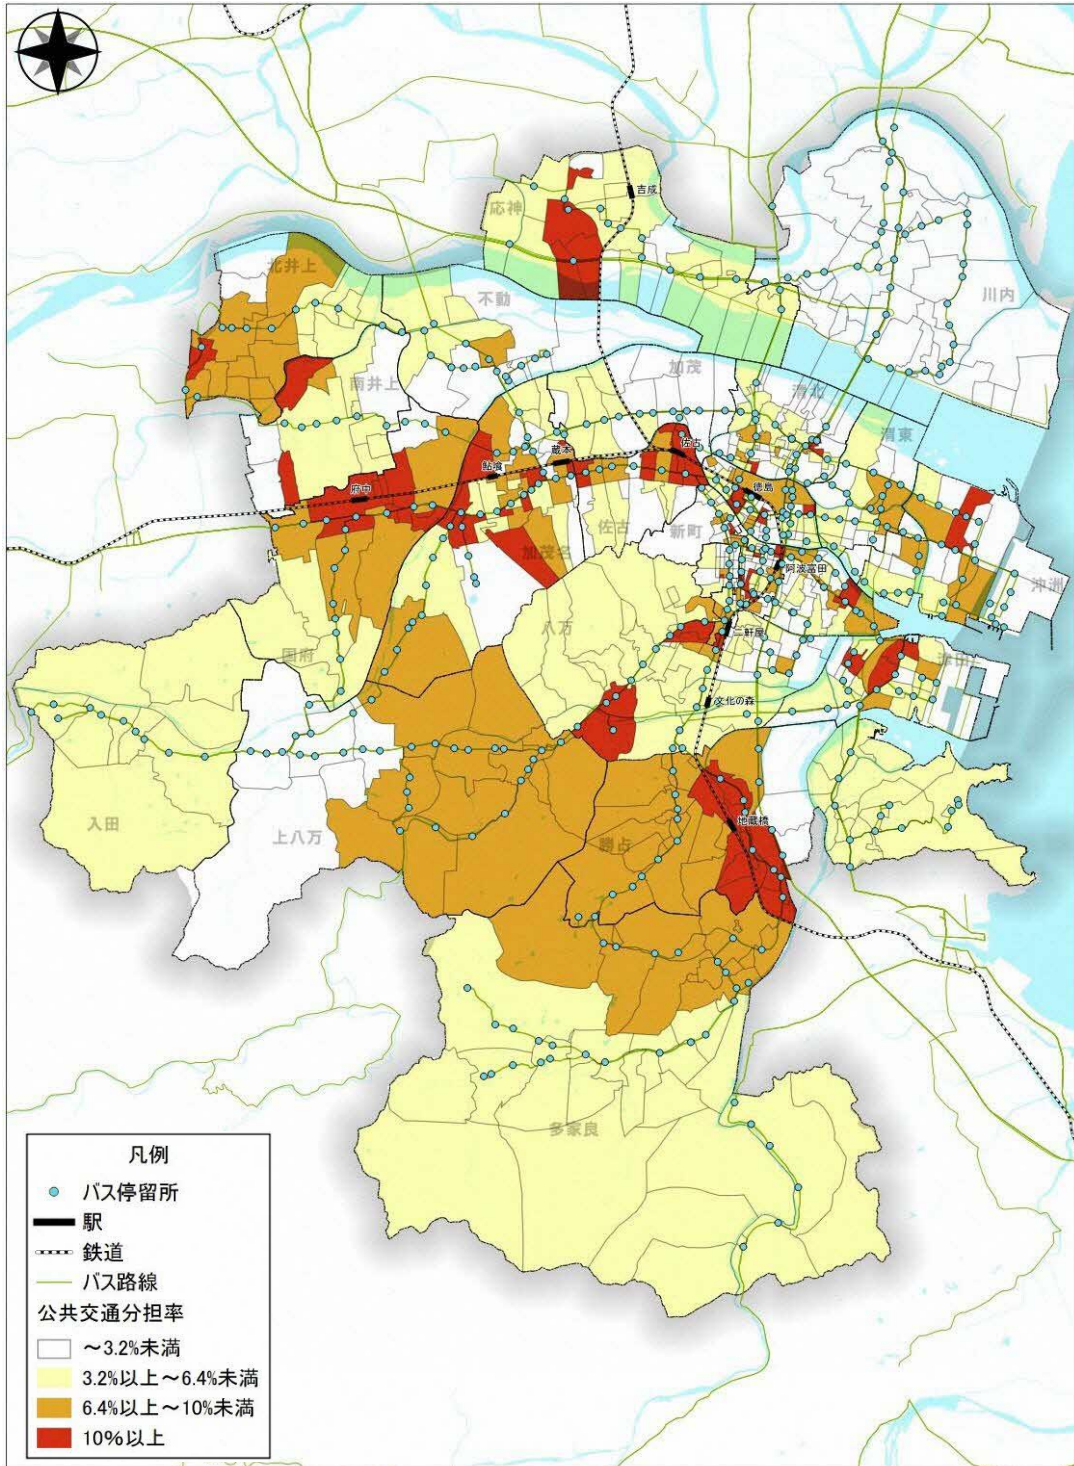 吉成
応神
北井上
不動
川内
南井上
加茂
渭北
渭東
佐古
蔵本
鮎喰
府中
徳島
佐古
新町
加茂名
阿波富田
沖洲
八万
二軒屋
津田
国府
文化の森
入田
上八万
勝占
地蔵橋
多家良
凡例
バス停留所
駅
鉄道
バス路線
公共交通分担率
～3.2%未満
3.2%以上～6.4%未満
6.4%以上～10%未満
10%以上